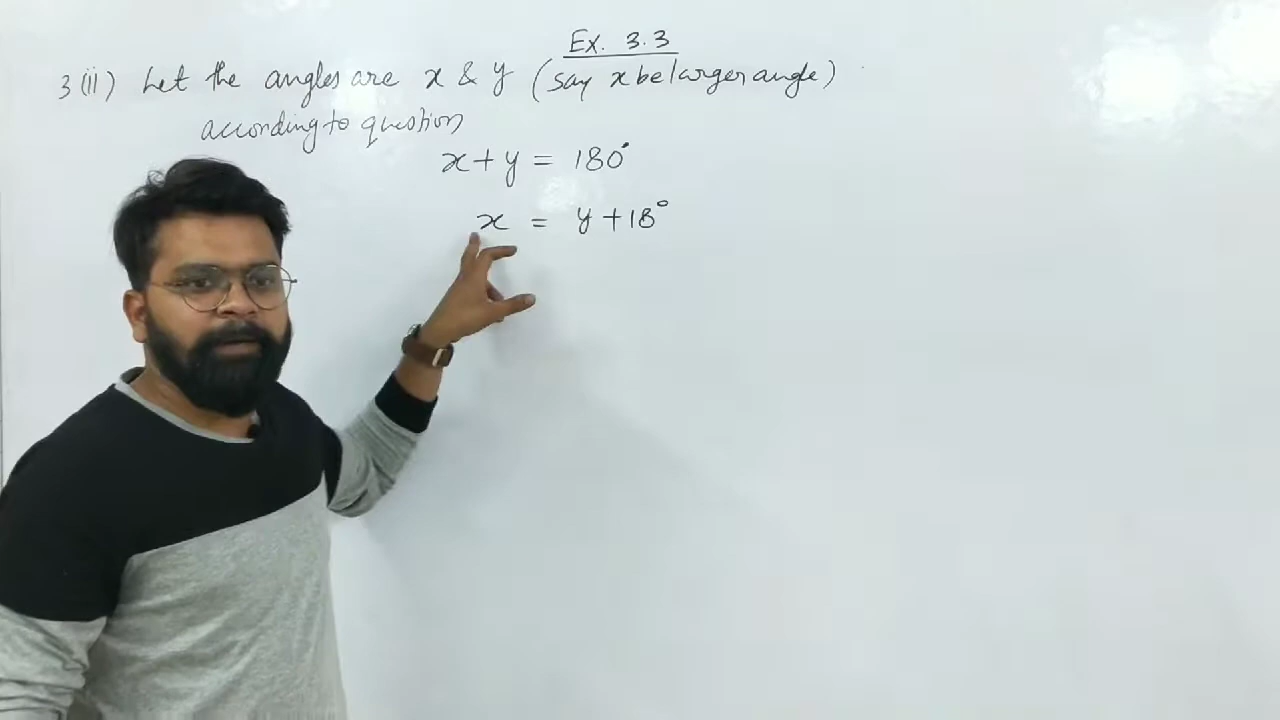 Ex. 3.3
3 (ii) Let the angles are x & y (say x be larger angle)
according to question
x + y = 180°
x = y + 18°